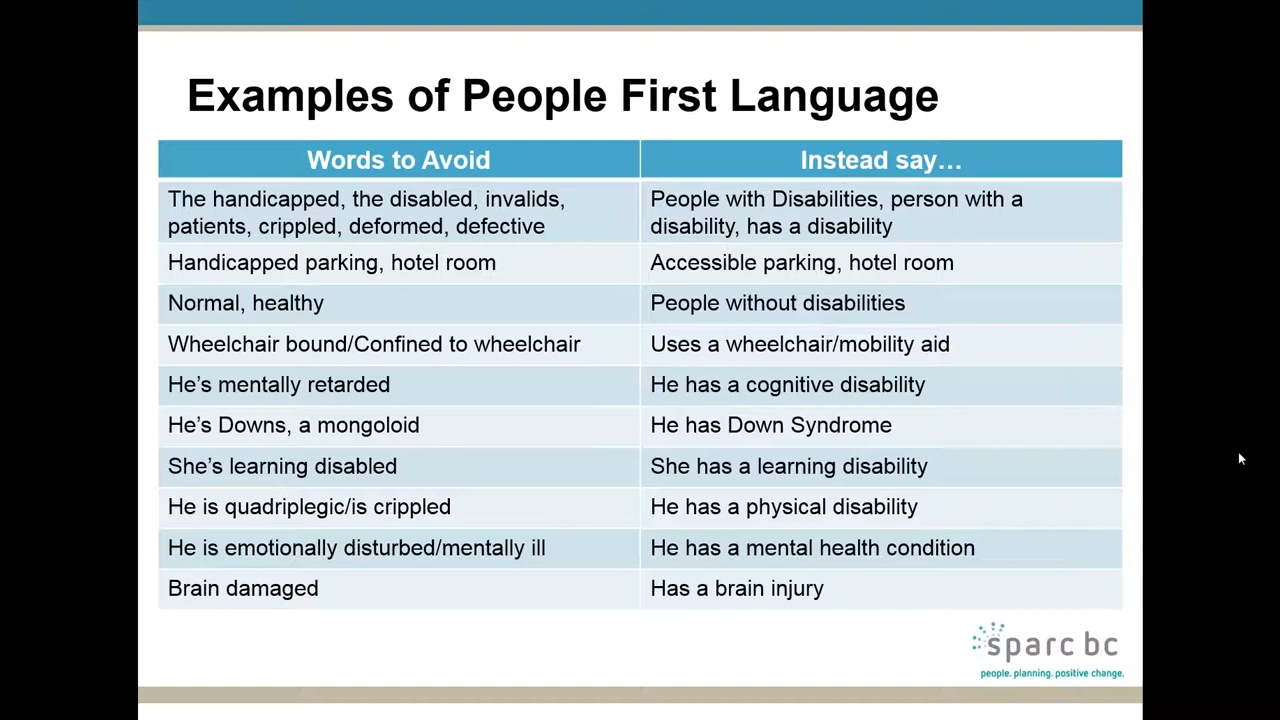 Examples of People First Language
Words to Avoid
Instead say…
The handicapped, the disabled, invalids,
patients, crippled, deformed, defective
People with Disabilities, person with a
disability, has a disability
Handicapped parking, hotel room
Accessible parking, hotel room
Normal, healthy
People without disabilities
Wheelchair bound/Confined to wheelchair
Uses a wheelchair/mobility aid
He’s mentally retarded
He has a cognitive disability
He’s Downs, a mongoloid
He has Down Syndrome
She’s learning disabled
She has a learning disability
He is quadriplegic/is crippled
He has a physical disability
He is emotionally disturbed/mentally ill
He has a mental health condition
Brain damaged
Has a brain injury
sparc bc
people. planning. positive change.